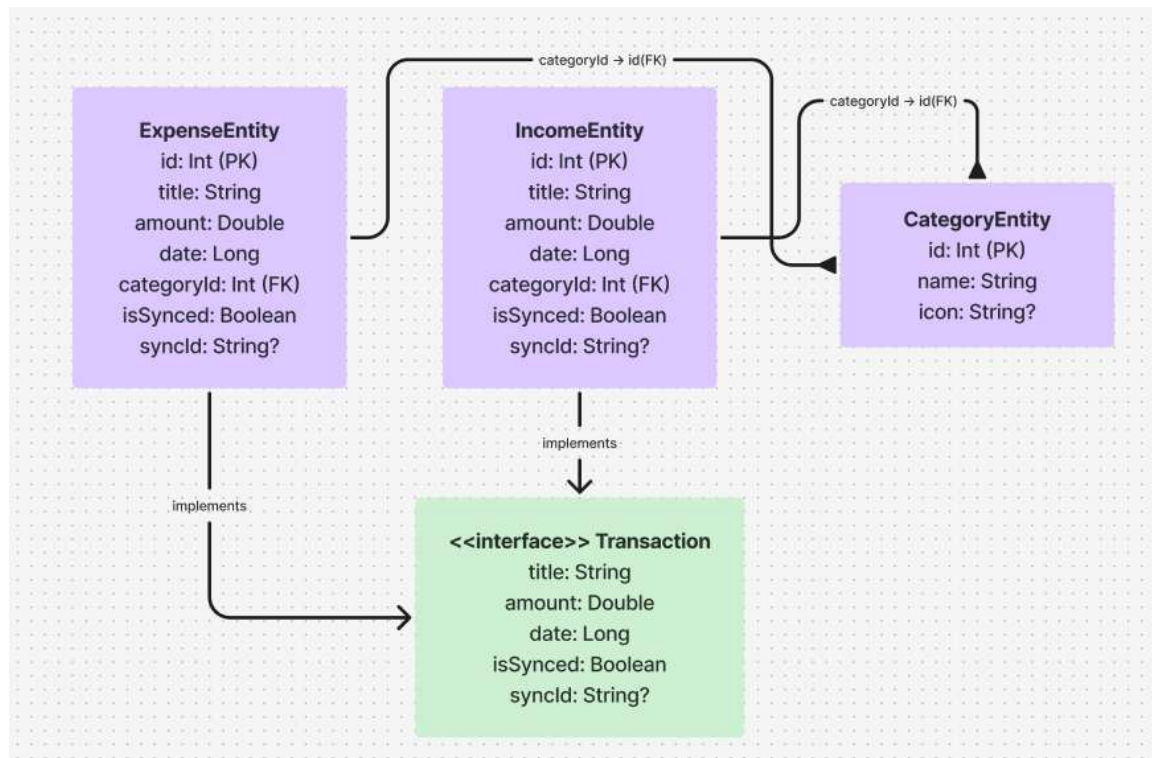 categoryId → id(FK)
categoryId → id(FK)
ExpenseEntity
id: Int (PK)
title: String
amount: Double
date: Long
categoryId: Int (FK)
isSynced: Boolean
syncId: String?
IncomeEntity
id: Int (PK)
title: String
amount: Double
date: Long
categoryId: Int (FK)
isSynced: Boolean
syncId: String?
CategoryEntity
id: Int (PK)
name: String
icon: String?
implements
implements
<<interface>> Transaction
title: String
amount: Double
date: Long
isSynced: Boolean
syncId: String?